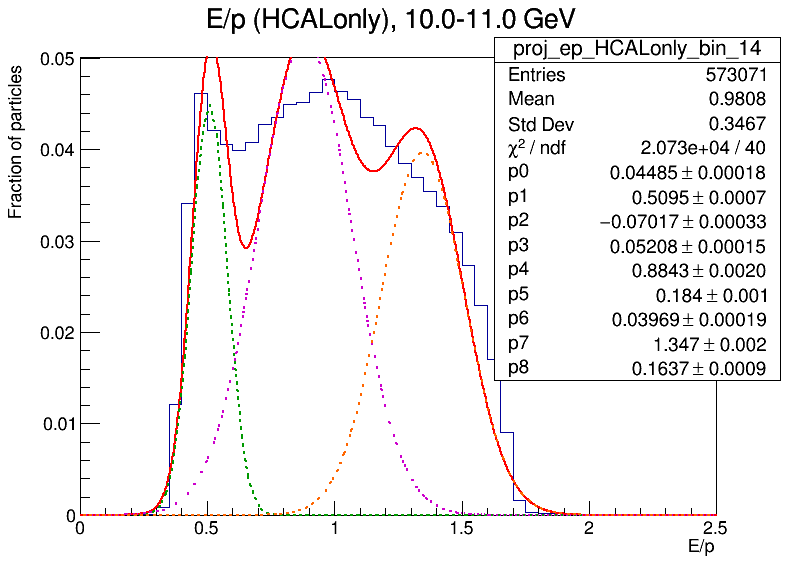 E/p (HCALonly), 10.0-11.0 GeV
proj_ep_HCALonly_bin_14
Entries 573071
Mean 0.9808
Std Dev 0.3467
χ² / ndf 2.073e+04 / 40
p0 0.04485 ± 0.00018
p1 0.5095 ± 0.0007
p2 −0.07017 ± 0.00033
p3 0.05208 ± 0.00015
p4 0.8843 ± 0.0020
p5 0.184 ± 0.001
p6 0.03969 ± 0.00019
p7 1.347 ± 0.002
p8 0.1637 ± 0.0009
Fraction of particles
0.05
0.04
0.03
0.02
0.01
0
0 0.5 1 1.5 2 2.5
E/p